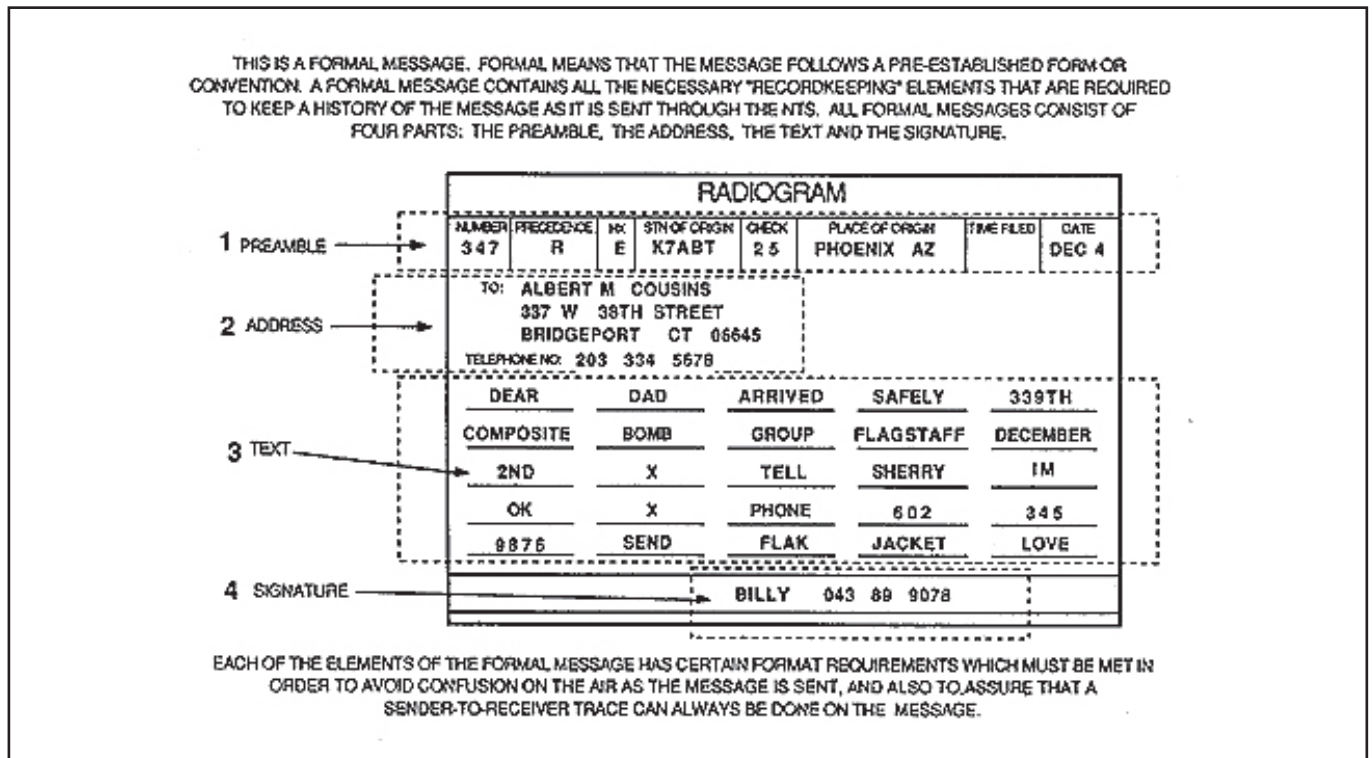 THIS IS A FORMAL MESSAGE. FORMAL MEANS THAT THE MESSAGE FOLLOWS A PRE-ESTABLISHED FORM OR
CONVENTION. A FORMAL MESSAGE CONTAINS ALL THE NECESSARY "RECORDKEEPING" ELEMENTS THAT ARE REQUIRED
TO KEEP A HISTORY OF THE MESSAGE AS IT IS SENT THROUGH THE NTS. ALL FORMAL MESSAGES CONSIST OF
FOUR PARTS: THE PREAMBLE, THE ADDRESS, THE TEXT AND THE SIGNATURE.
RADIOGRAM
NUMBER PRECEDENCE HX STN OF ORIGIN CHECK PLACE OF ORIGIN TIME FILED DATE
1 PREAMBLE 347 R E K7ABT 25 PHOENIX AZ DEC 4
TO: ALBERT M COUSINS
337 W 38TH STREET
2 ADDRESS
BRIDGEPORT CT 06645
TELEPHONE NO: 203 334 5678
DEAR DAD ARRIVED SAFELY 339TH
COMPOSITE BOMB GROUP FLAGSTAFF DECEMBER
3 TEXT
2ND X TELL SHERRY IM
OK X PHONE 602 345
9876 SEND FLAK JACKET LOVE
4 SIGNATURE BILLY 043 89 9078
EACH OF THE ELEMENTS OF THE FORMAL MESSAGE HAS CERTAIN FORMAT REQUIREMENTS WHICH MUST BE MET IN
ORDER TO AVOID CONFUSION ON THE AIR AS THE MESSAGE IS SENT, AND ALSO TO ASSURE THAT A
SENDER-TO-RECEIVER TRACE CAN ALWAYS BE DONE ON THE MESSAGE.